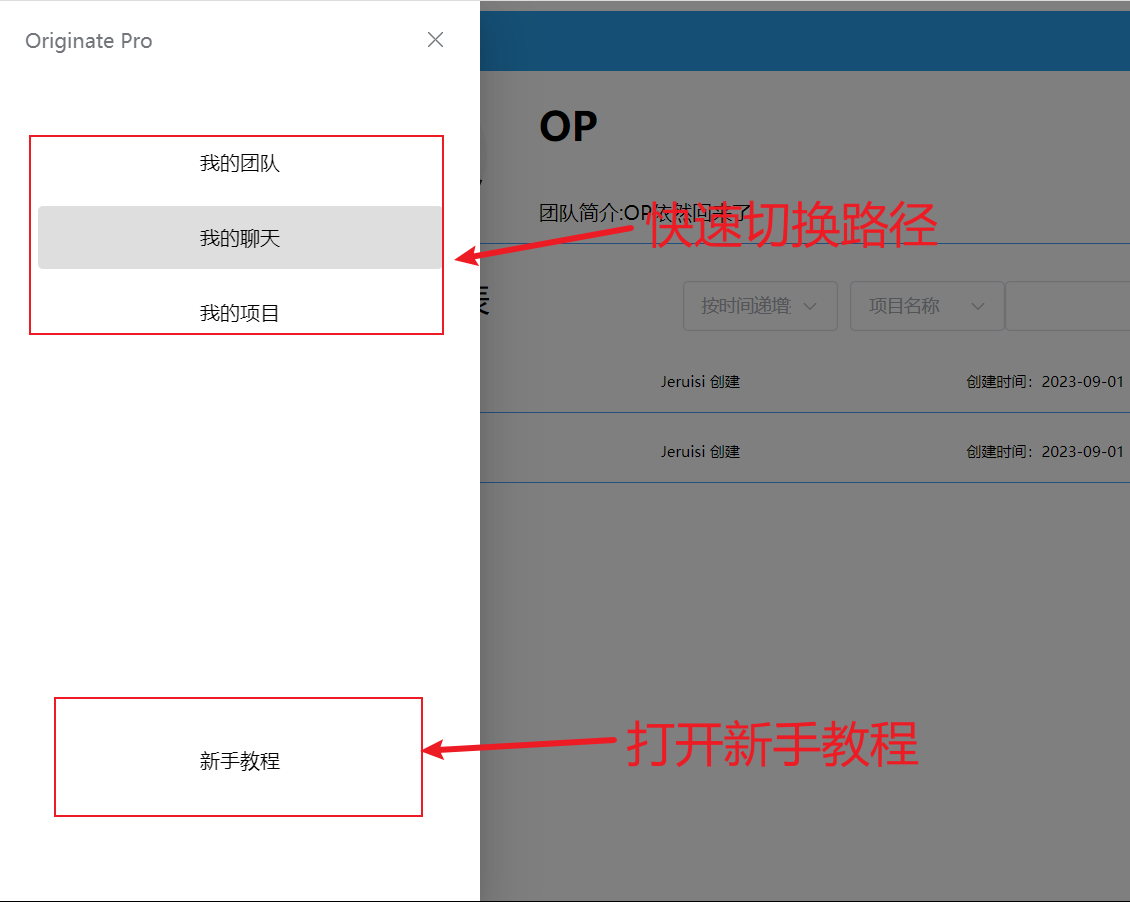 Originate Pro
我的团队
我的聊天
我的项目
新手教程
OP
团队简介:OP依然回来了
快速切换路径
表
按时间递增
项目名称
Jeruisi 创建
创建时间：2023-09-01
Jeruisi 创建
创建时间：2023-09-01
打开新手教程